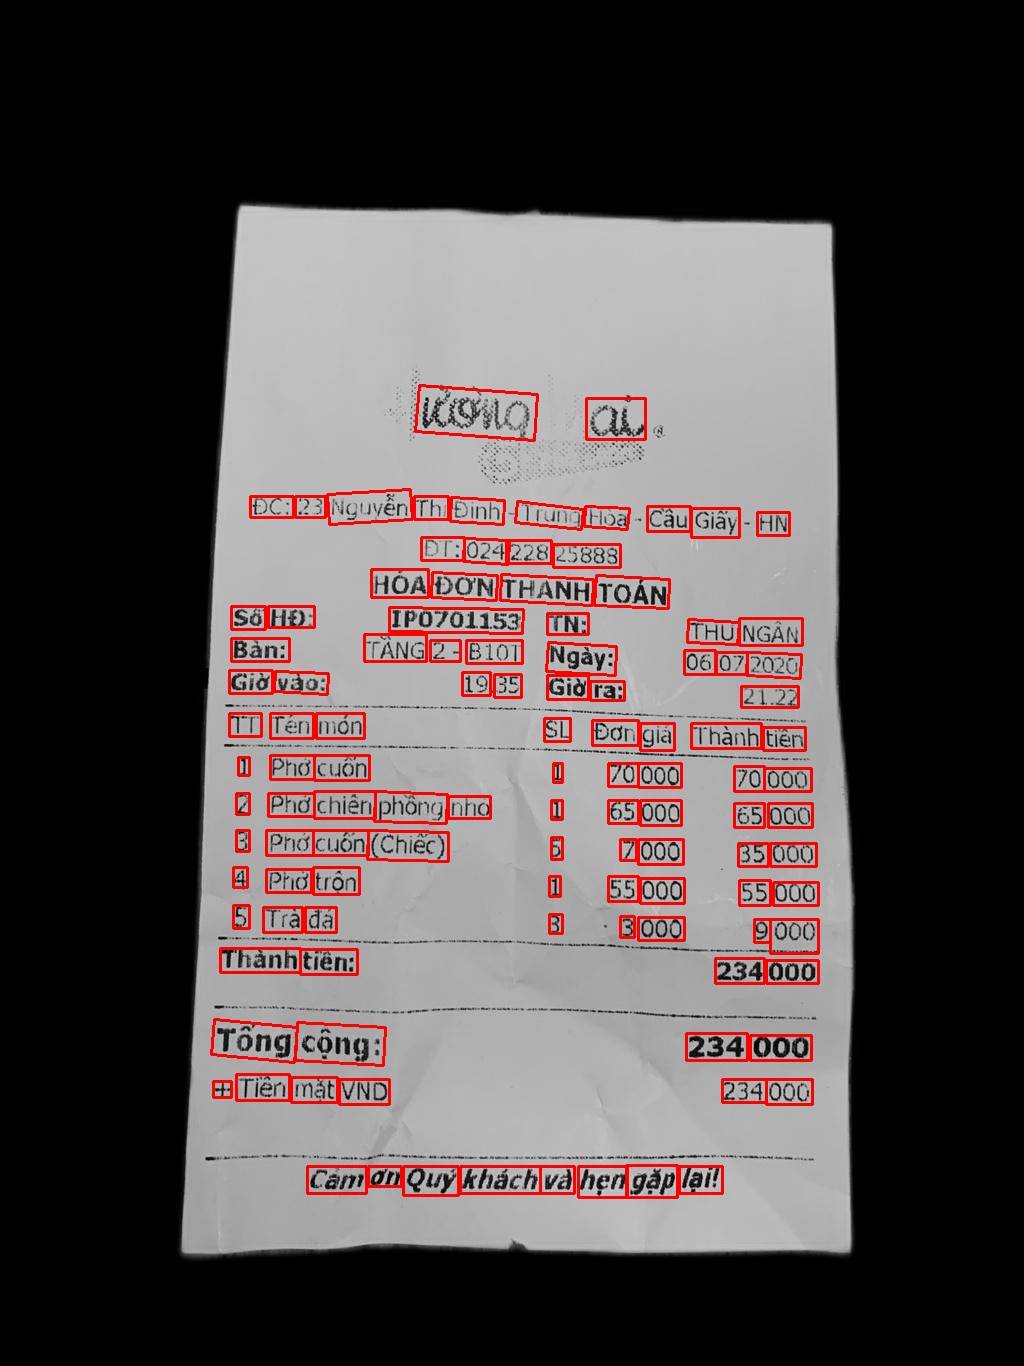 ĐC: 23 Nguyễn Thị Định - Trung Hòa - Cầu Giấy - HN
ĐT: 024 228 25888
HÓA ĐƠN THANH TOÁN
Số HĐ: IP0701153 TN: THU NGÂN
Bàn: TẦNG 2 - B10T Ngày: 06 07 2020
Giờ vào: 19 35 Giờ ra: 21.22
TT Tên món SL Đơn giá Thành tiền
1 Phở cuốn 1 70 000 70 000
2 Phở chiên phồng nhỏ 1 65 000 65 000
3 Phở cuốn (Chiếc) 5 7 000 35 000
4 Phở trộn 1 55 000 55 000
5 Trà đá 3 3 000 9 000
Thành tiền: 234 000
Tổng cộng: 234 000
+ Tiền mặt VND 234 000
Cảm ơn Quý khách và hẹn gặp lại!